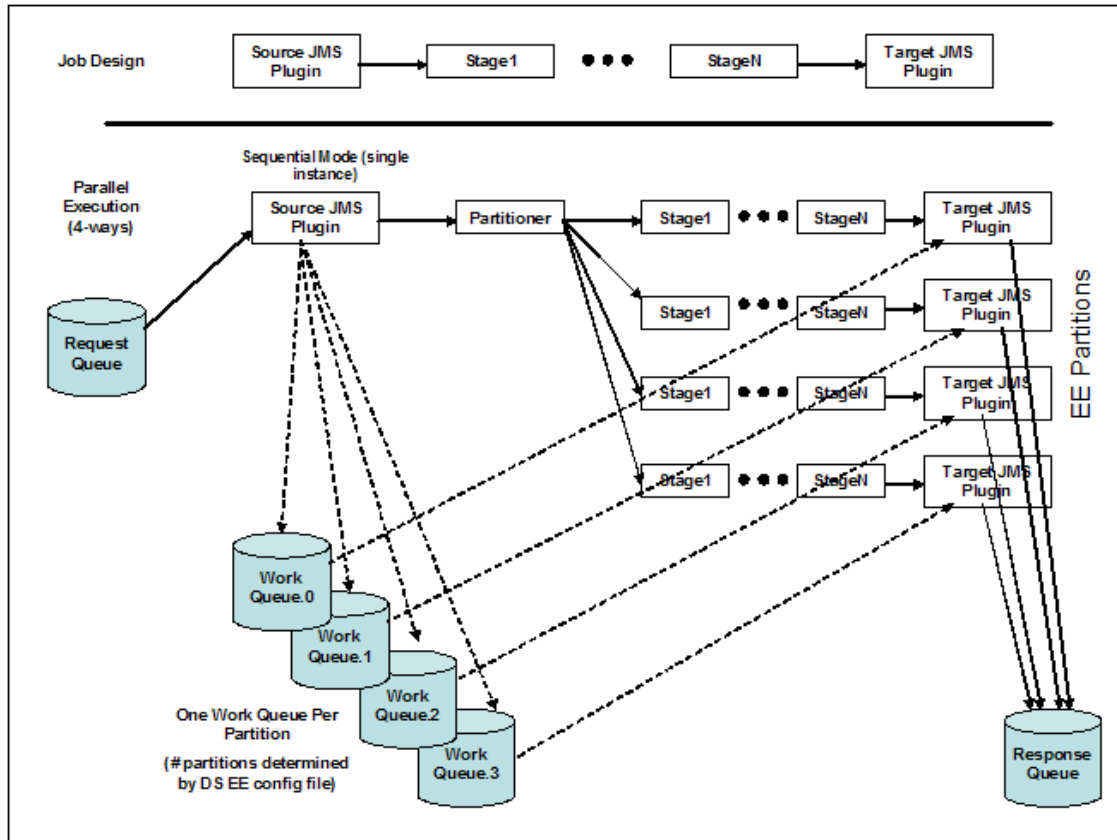 Job Design
Source JMS
Plugin
Stage1
StageN
Target JMS
Plugin
Sequential Mode (single
instance)
Parallel
Execution
(4-ways)
Source JMS
Plugin
Partitioner
Stage1
StageN
Target JMS
Plugin
Stage1
StageN
Target JMS
Plugin
Stage1
StageN
Target JMS
Plugin
Stage1
StageN
Target JMS
Plugin
EE Partitions
Request
Queue
Work
Queue.0
Work
Queue.1
Work
Queue.2
Work
Queue.3
One Work Queue Per
Partition
(# partitions determined
by DS EE config file)
Response
Queue